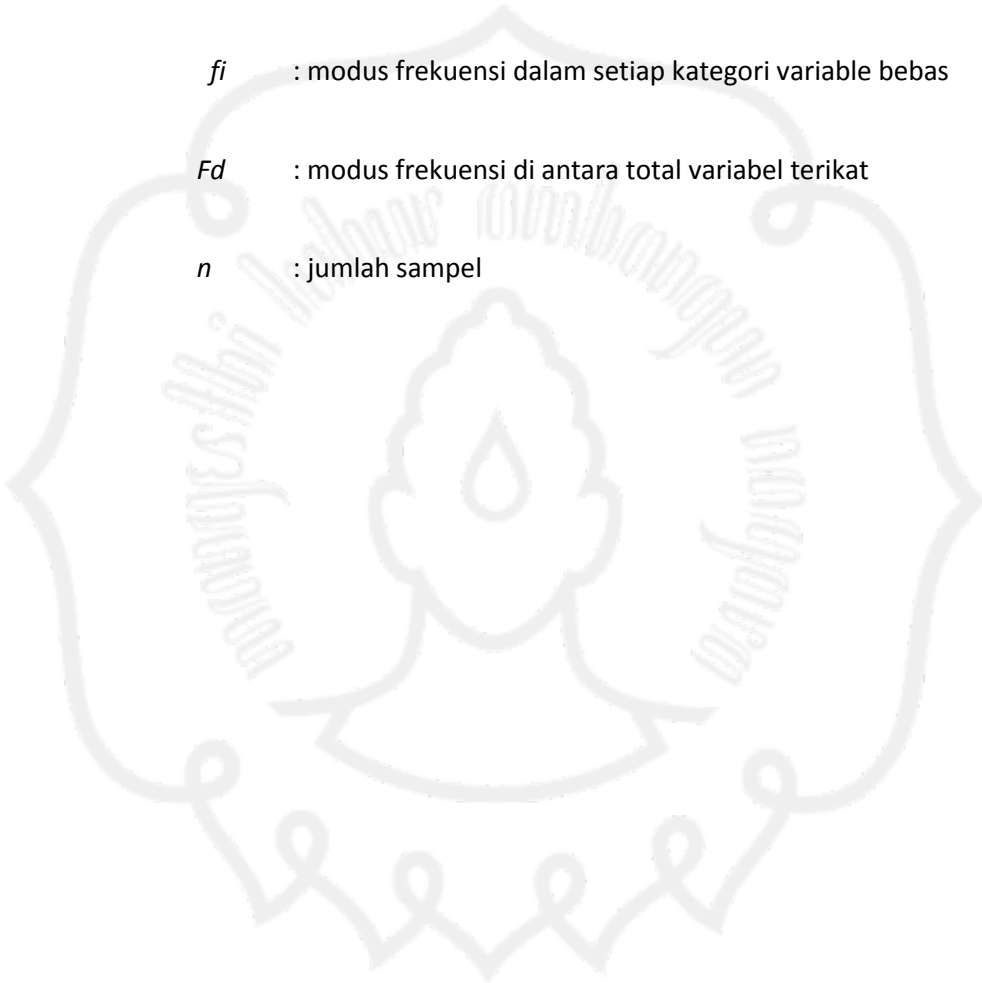 fi : modus frekuensi dalam setiap kategori variable bebas
Fd : modus frekuensi di antara total variabel terikat
n : jumlah sampel